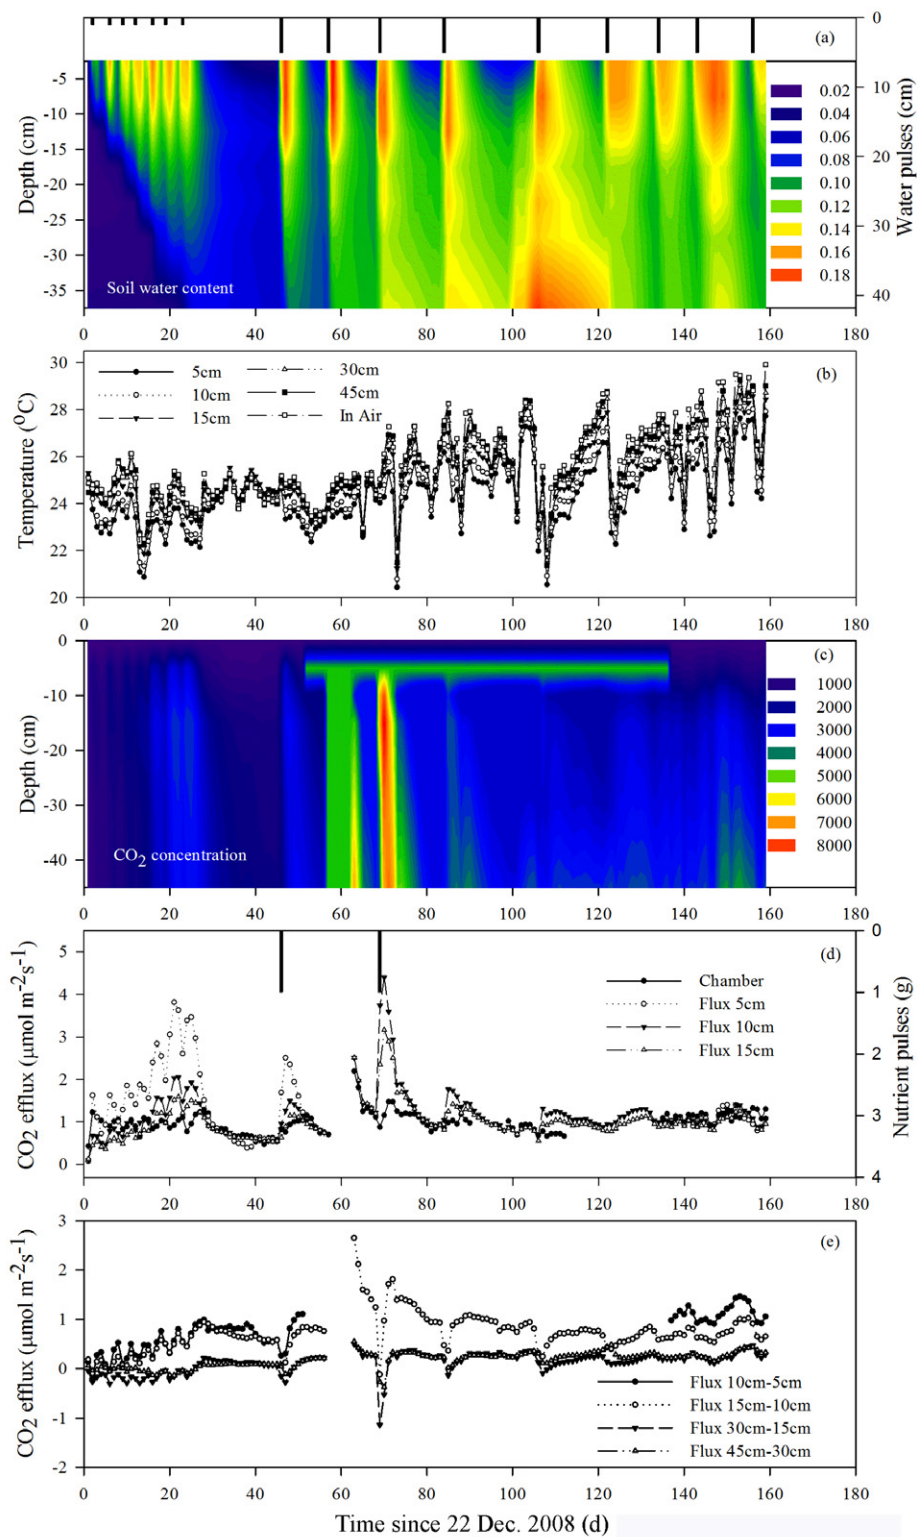 0
(a)
-5
-10
-15
-20
-25
-30
-35
Depth (cm)
Soil water content
0.02
0.04
0.06
0.08
0.10
0.12
0.14
0.16
0.18
10
20
30
40
Water pulses (cm)
0 20 40 60 80 100 120 140 160 180
30
28
26
24
22
20
Temperature (°C)
5cm
10cm
15cm
30cm
45cm
In Air
(b)
0 20 40 60 80 100 120 140 160 180
0
-10
-20
-30
-40
Depth (cm)
CO2 concentration
(c)
1000
2000
3000
4000
5000
6000
7000
8000
0 20 40 60 80 100 120 140 160 180
5
4
3
2
1
0
CO2 efflux (μmol m-2s-1)
(d)
Chamber
Flux 5cm
Flux 10cm
Flux 15cm
0
1
2
3
4
Nutrient pulses (g)
0 20 40 60 80 100 120 140 160 180
3
2
1
0
-1
-2
CO2 efflux (μmol m-2s-1)
(e)
Flux 10cm-5cm
Flux 15cm-10cm
Flux 30cm-15cm
Flux 45cm-30cm
0 20 40 60 80 100 120 140 160 180
Time since 22 Dec. 2008 (d)